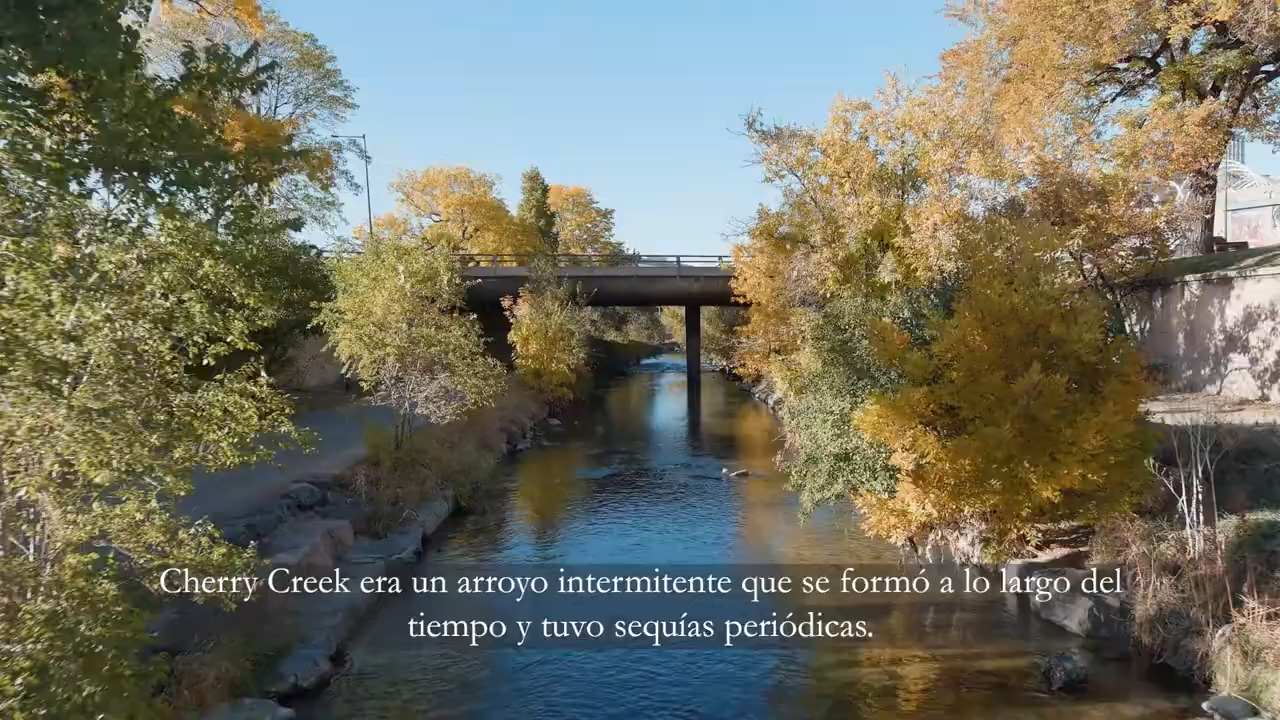 Cherry Creek era un arroyo intermitente que se formó a lo largo del
tiempo y tuvo sequías periódicas.